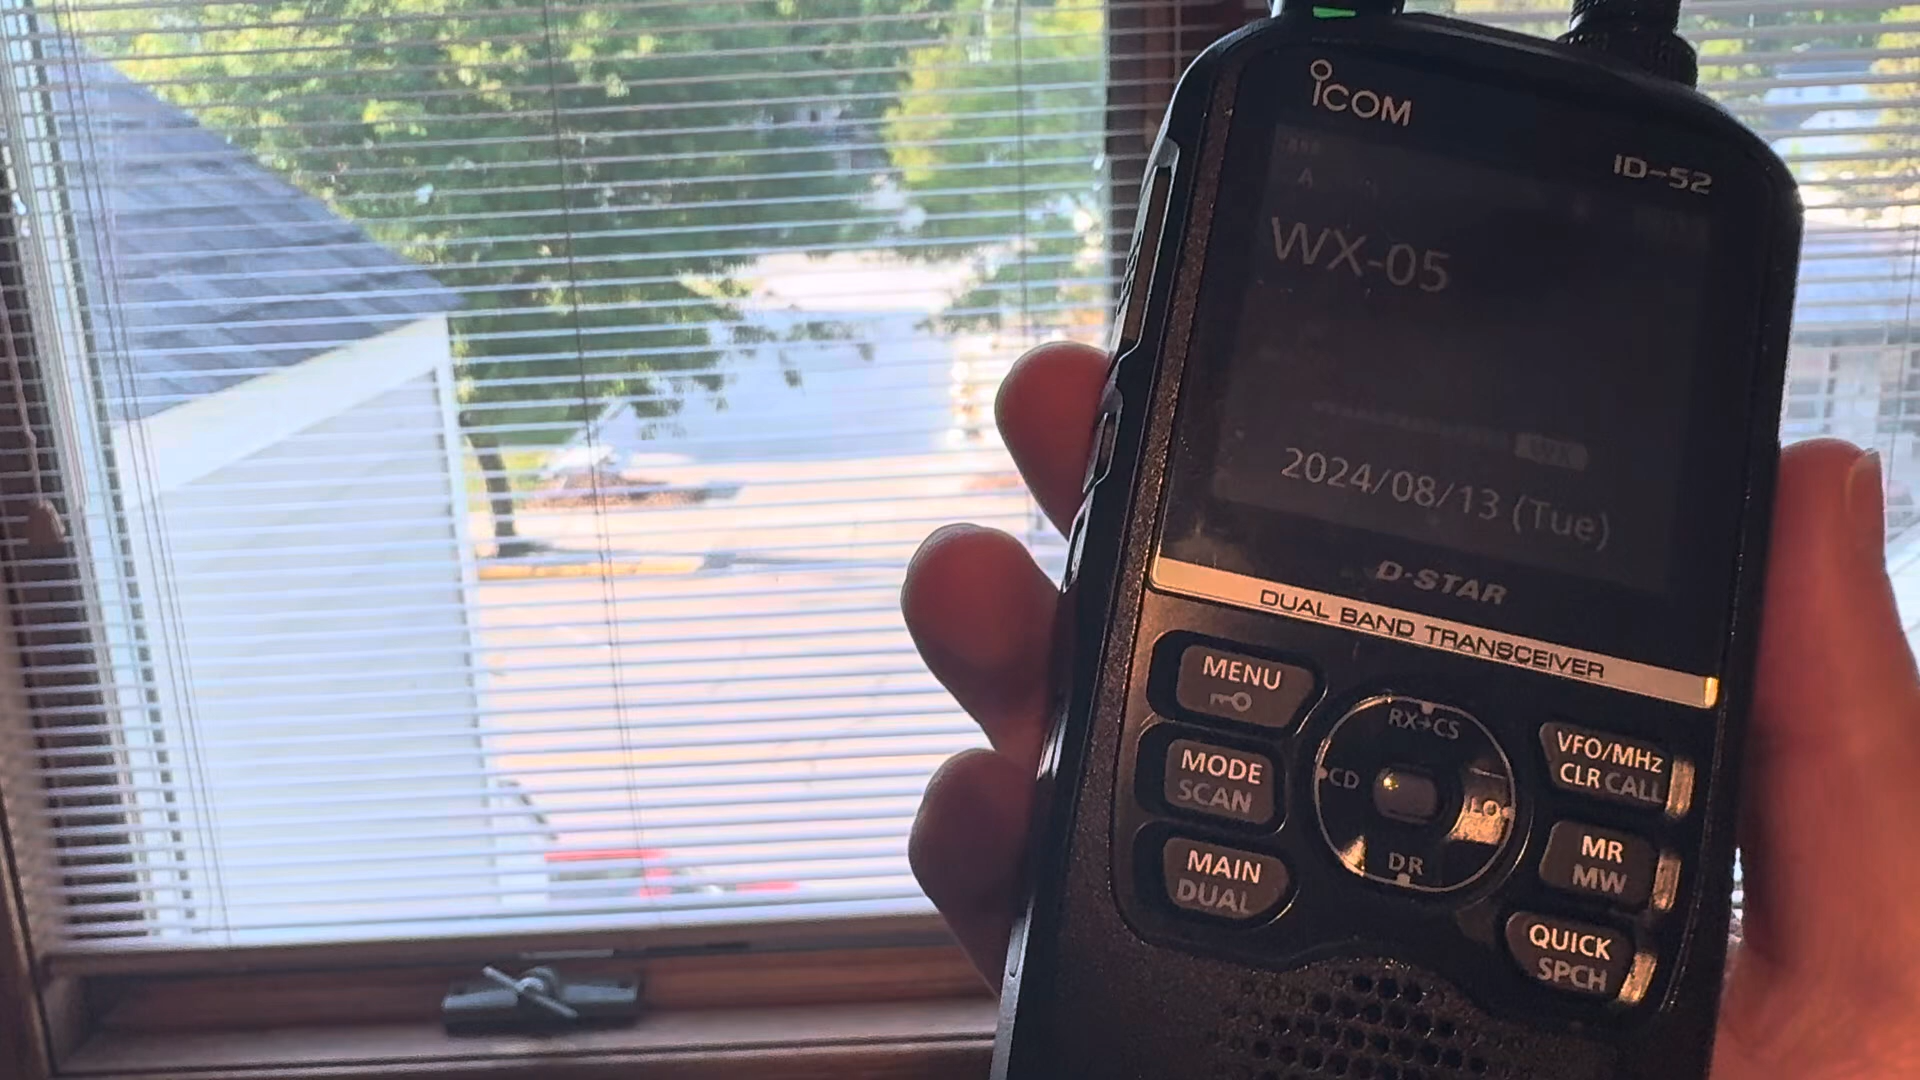 ICOM
ID-52
A
WX-05
2024/08/13 (Tue)
D-STAR
DUAL BAND TRANSCEIVER
MENU
RX→CS
VFO/MHz
MODE
CD
CLR CALL
SCAN
MR
MAIN
DR
MW
DUAL
QUICK
SPCH